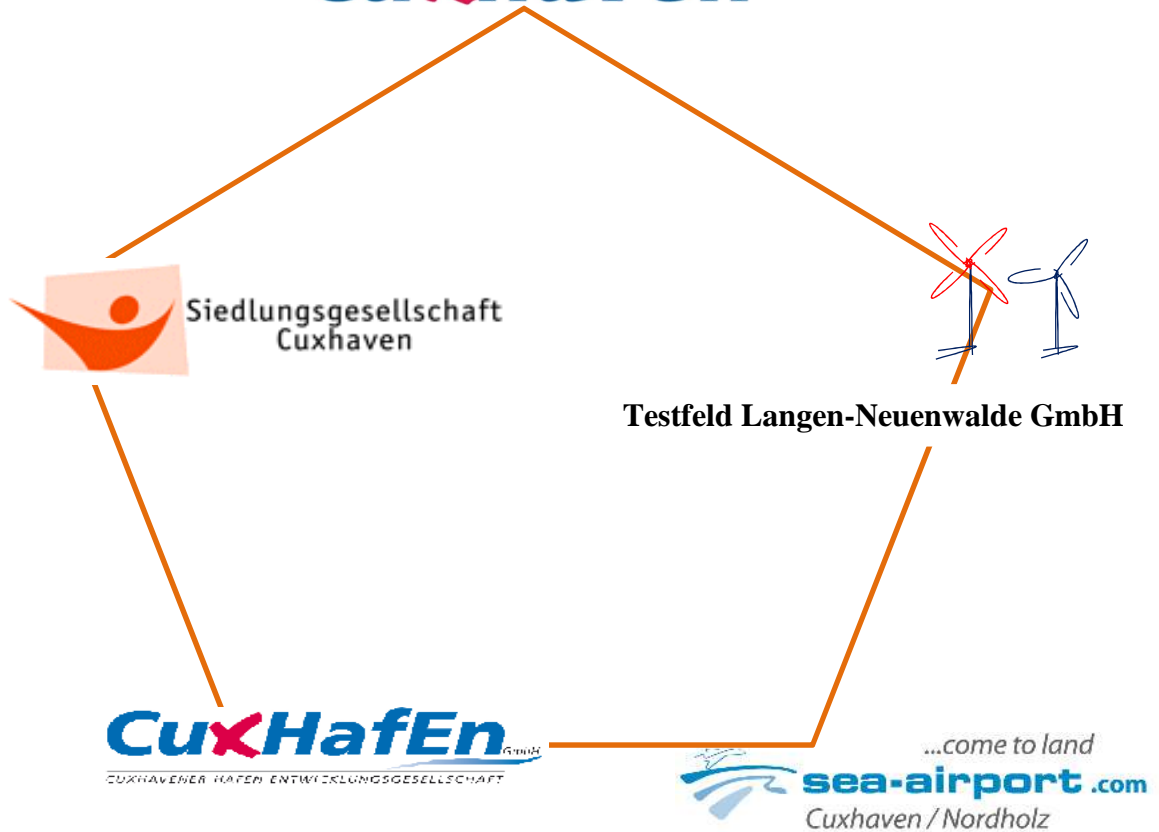 Siedlungsgesellschaft
Cuxhaven
Testfeld Langen-Neuenwalde GmbH
CuxHafEn GmbH
CUXHAVENER HAFEN ENTWICKLUNGSGESELLSCHAFT
...come to land
sea-airport.com
Cuxhaven / Nordholz